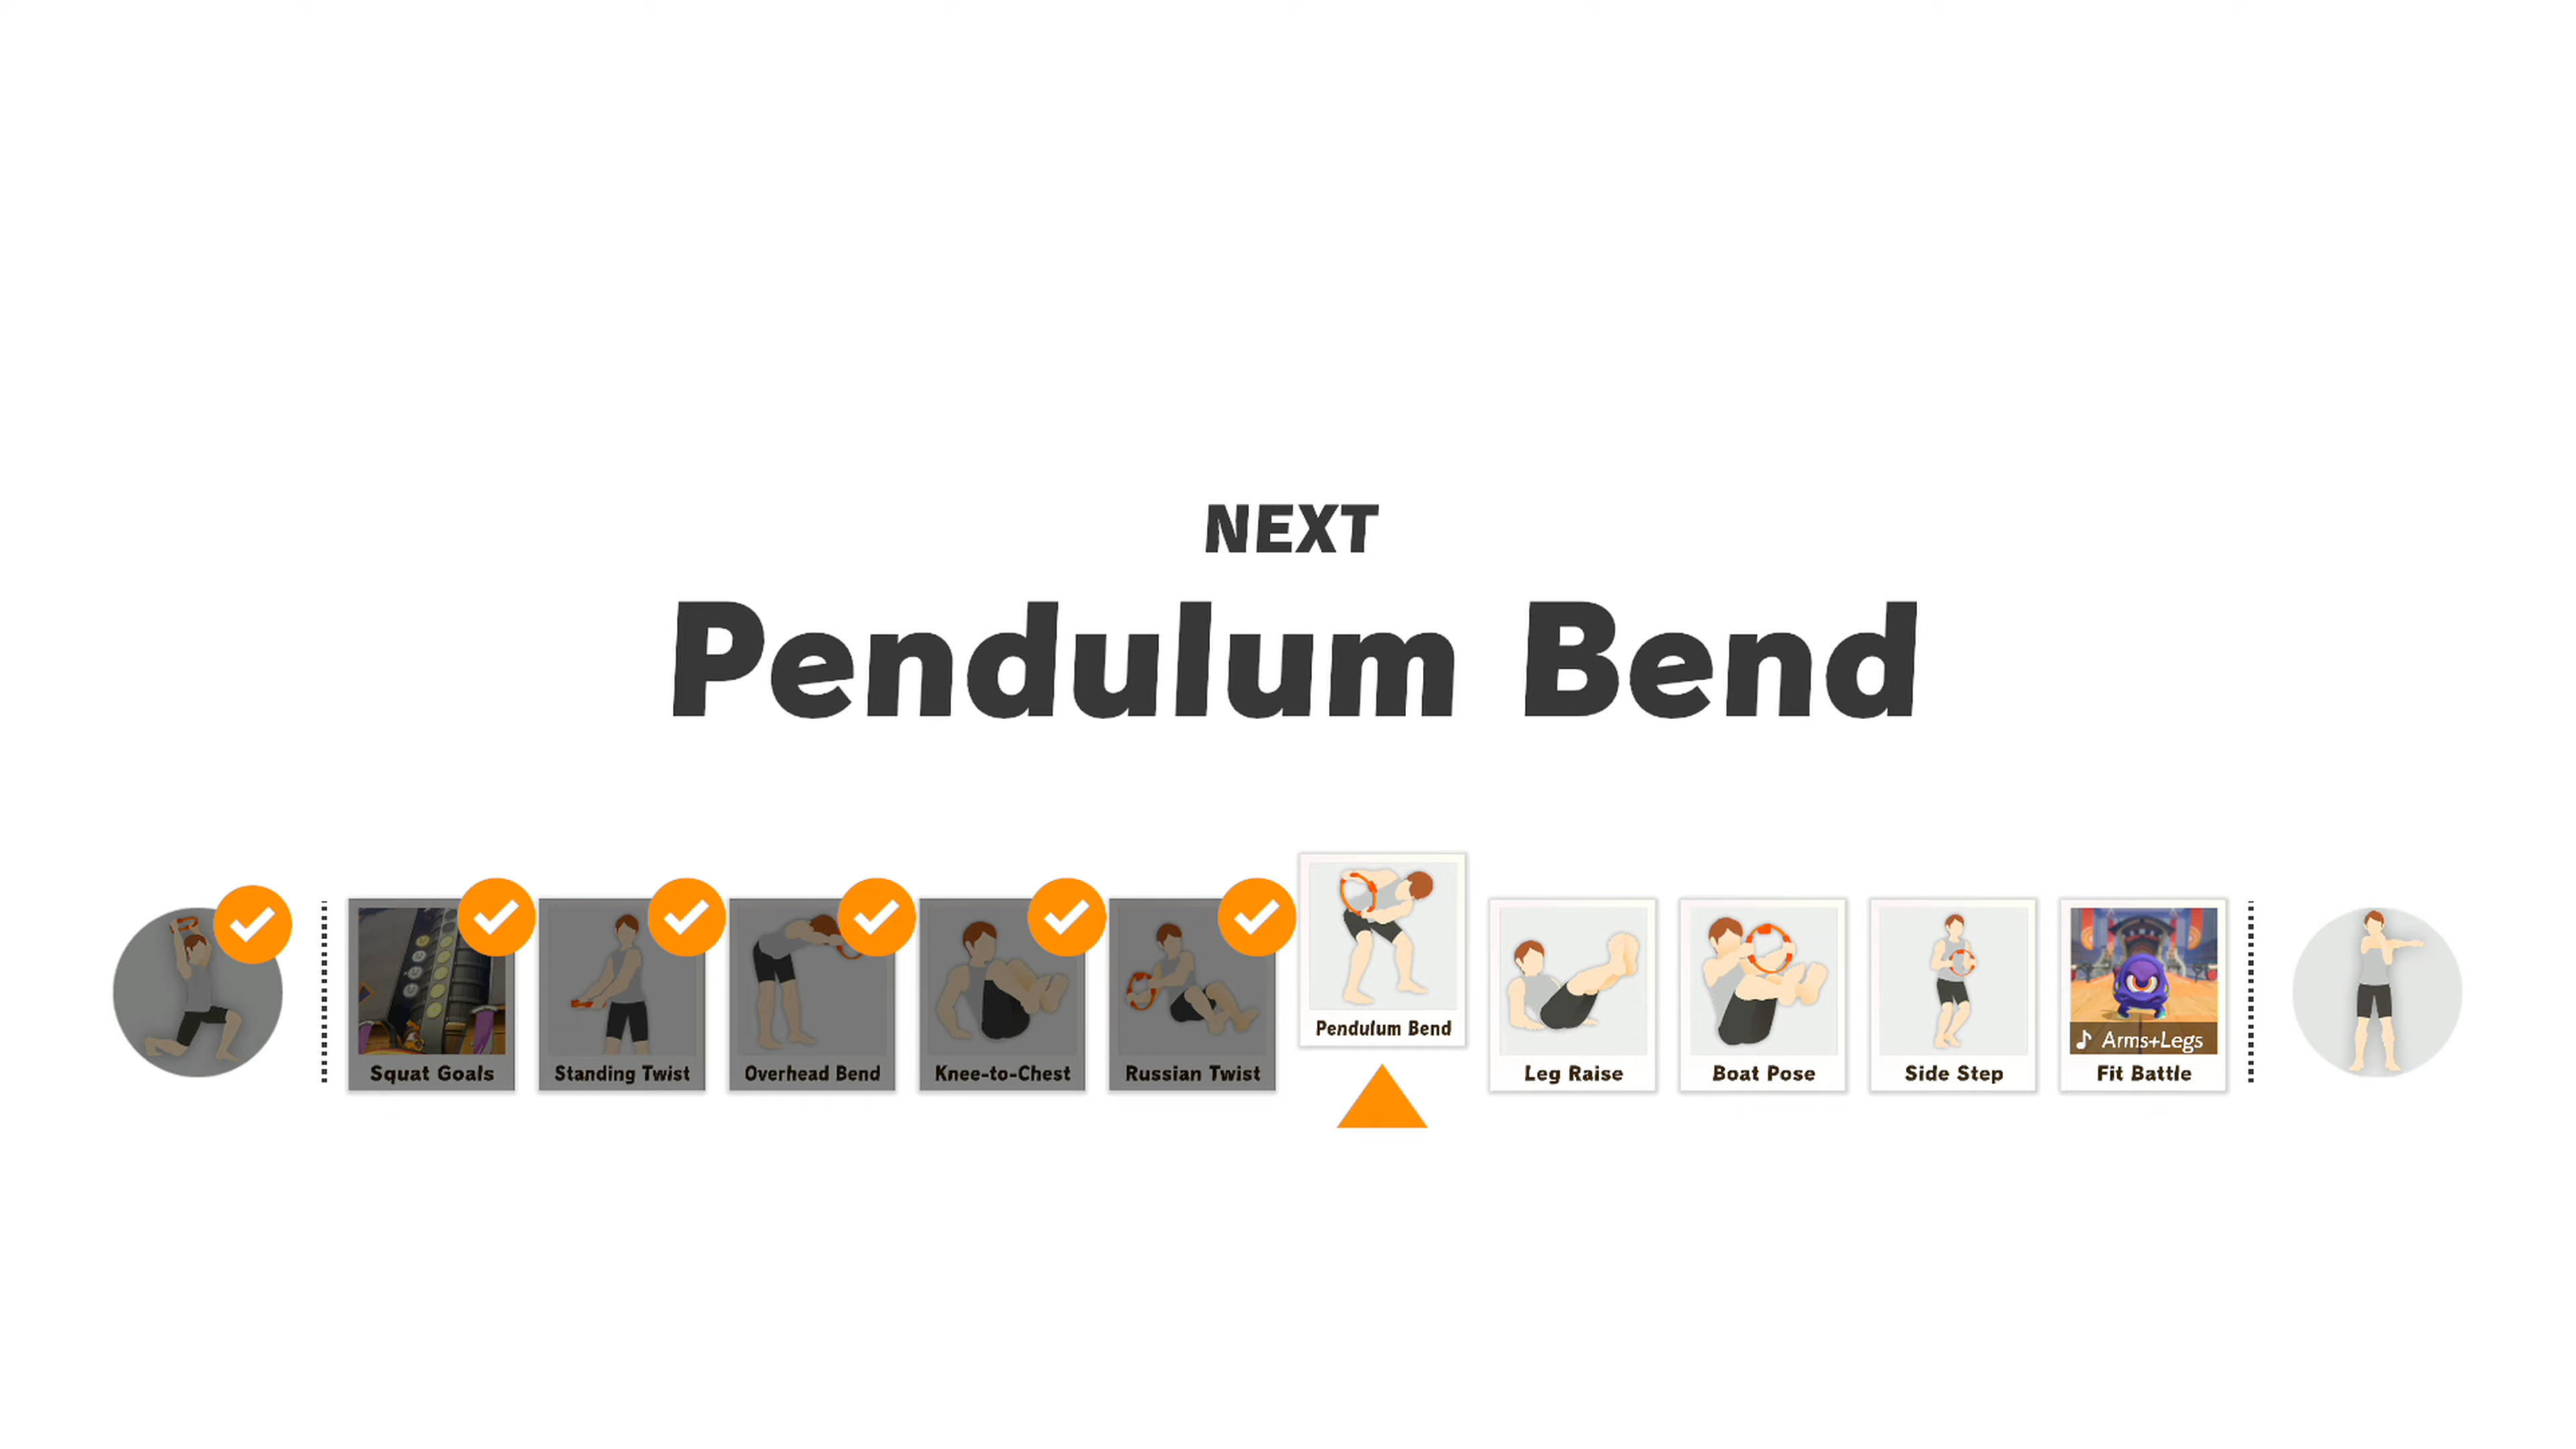 NEXT
Pendulum Bend
Squat Goals
Standing Twist
Overhead Bend
Knee-to-Chest
Russian Twist
Pendulum Bend
Leg Raise
Boat Pose
Side Step
♪ Arms+Legs
Fit Battle